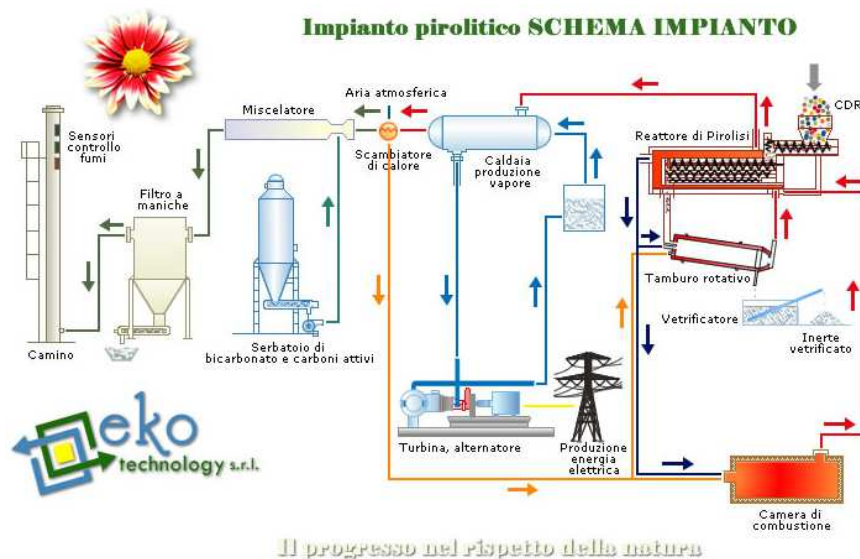 Impianto pirolitico SCHEMA IMPIANTO
Aria atmosferica
CDR
Miscelatore
Reattore di Pirolisi
Sensori
controllo
fumi
Scambiatore
di calore
Caldaia
produzione
vapore
Filtro a
maniche
Tamburo rotativo
Vetrificatore
Inerte
vetrificato
Camino
Serbatoio di
bicarbonato e carboni attivi
eko
technology s.r.l.
Turbina, alternatore
Produzione
energia
elettrica
Camera di
combustione
Il progresso nel rispetto della natura